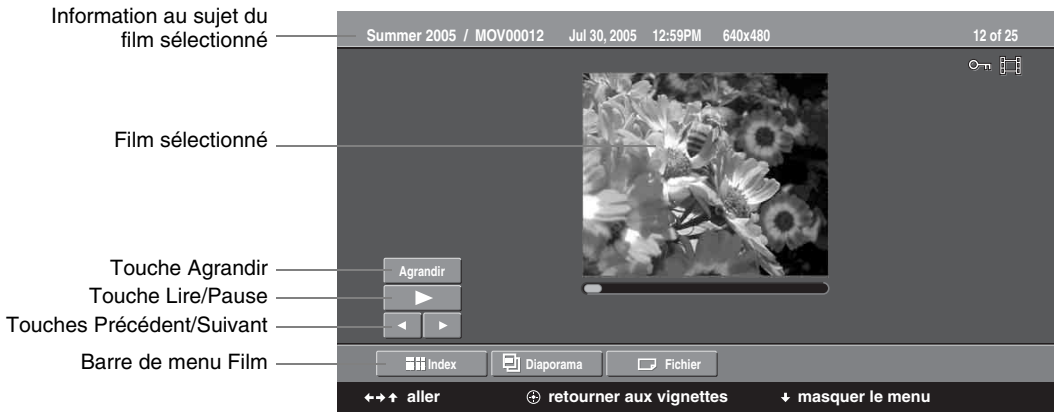 Information au sujet du
film sélectionné
Summer 2005 / MOV00012 Jul 30, 2005 12:59PM 640x480 12 of 25
Film sélectionné
Touche Agrandir
Agrandir
Touche Lire/Pause
Touches Précédent/Suivant
Barre de menu Film
Index Diaporama Fichier
aller retourner aux vignettes masquer le menu